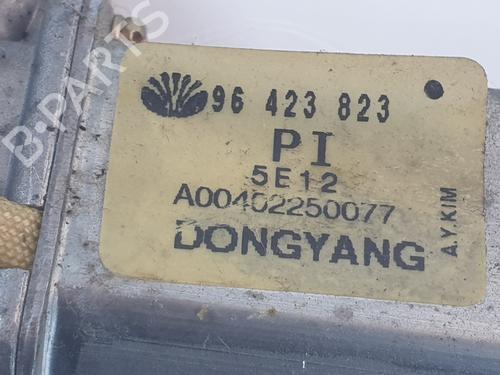 96 423 823
PI
5E12
A00402250077
DONGYANG
A.Y.KIM
B-PARTS